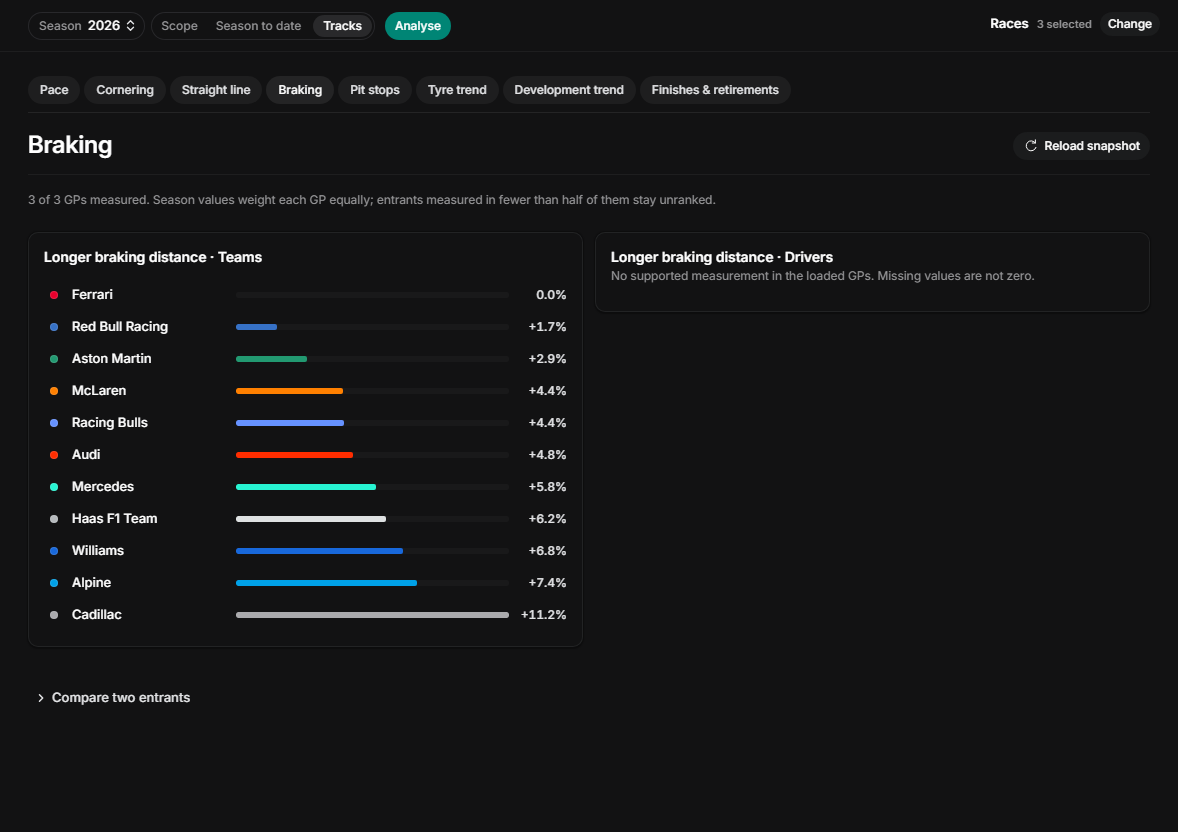 Season 2026 Scope Season to date Tracks Analyse Races 3 selected Change
Pace Cornering Straight line Braking Pit stops Tyre trend Development trend Finishes & retirements
Braking Reload snapshot
3 of 3 GPs measured. Season values weight each GP equally; entrants measured in fewer than half of them stay unranked.
Longer braking distance · Teams
Ferrari 0.0%
Red Bull Racing +1.7%
Aston Martin +2.9%
McLaren +4.4%
Racing Bulls +4.4%
Audi +4.8%
Mercedes +5.8%
Haas F1 Team +6.2%
Williams +6.8%
Alpine +7.4%
Cadillac +11.2%
Longer braking distance · Drivers
No supported measurement in the loaded GPs. Missing values are not zero.
Compare two entrants